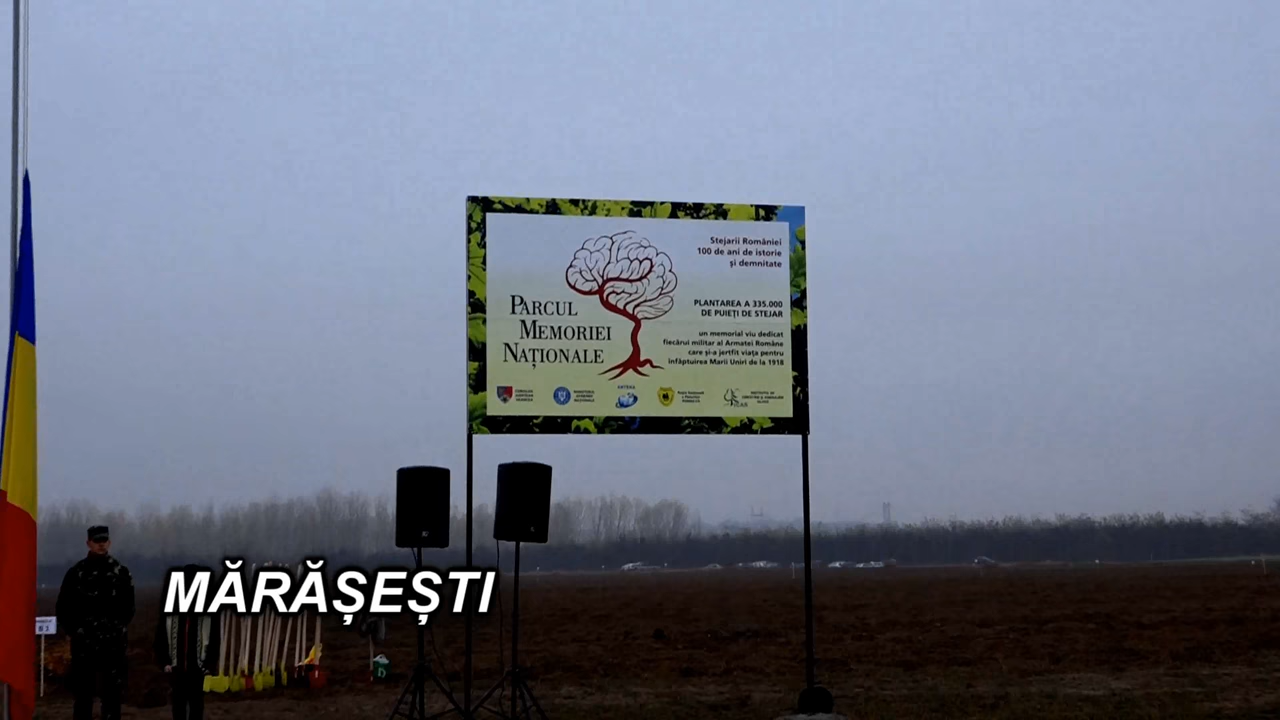 Stejarii României
100 de ani de istorie
și demnitate
PARCUL
MEMORIEI
NAȚIONALE
PLANTAREA A 335.000
DE PUIEȚI DE STEJAR
un memorial viu dedicat
fiecărui militar al Armatei Române
care și-a jertfit viața pentru
înfăptuirea Marii Uniri de la 1918
MĂRĂȘEȘTI